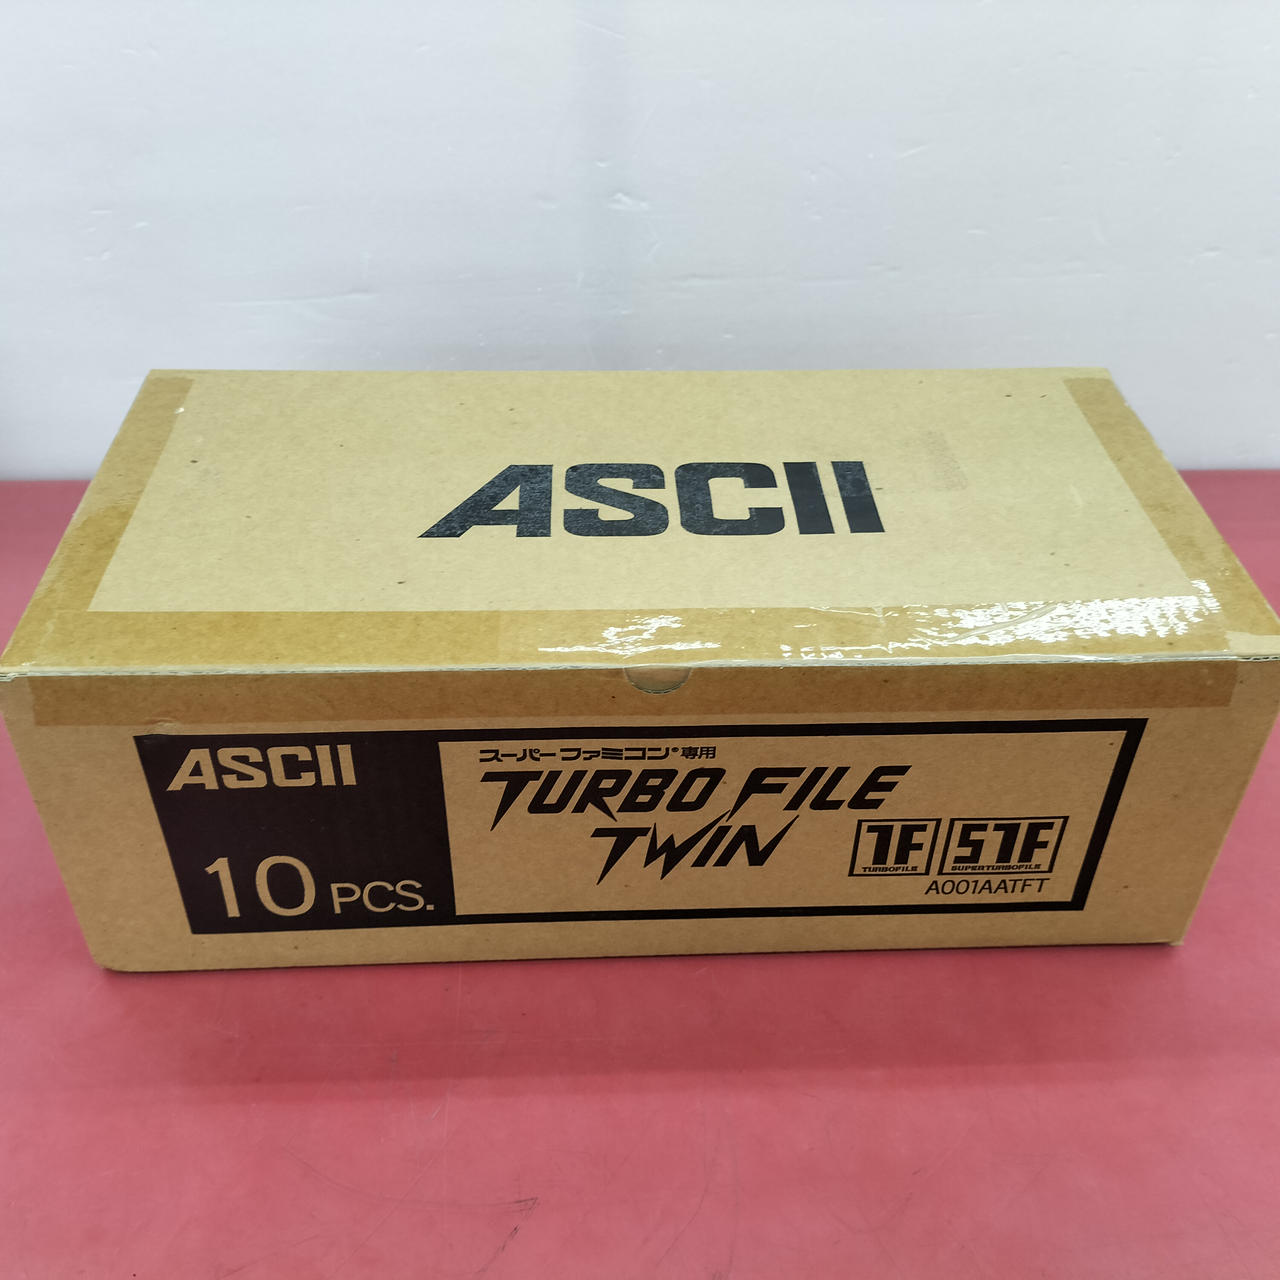 ASCII
ASCII
10 PCS.
スーパーファミコン®専用
TURBO FILE
TWIN
TF
TURBOFILE
STF
SUPERTURBOFILE
A001AATFT